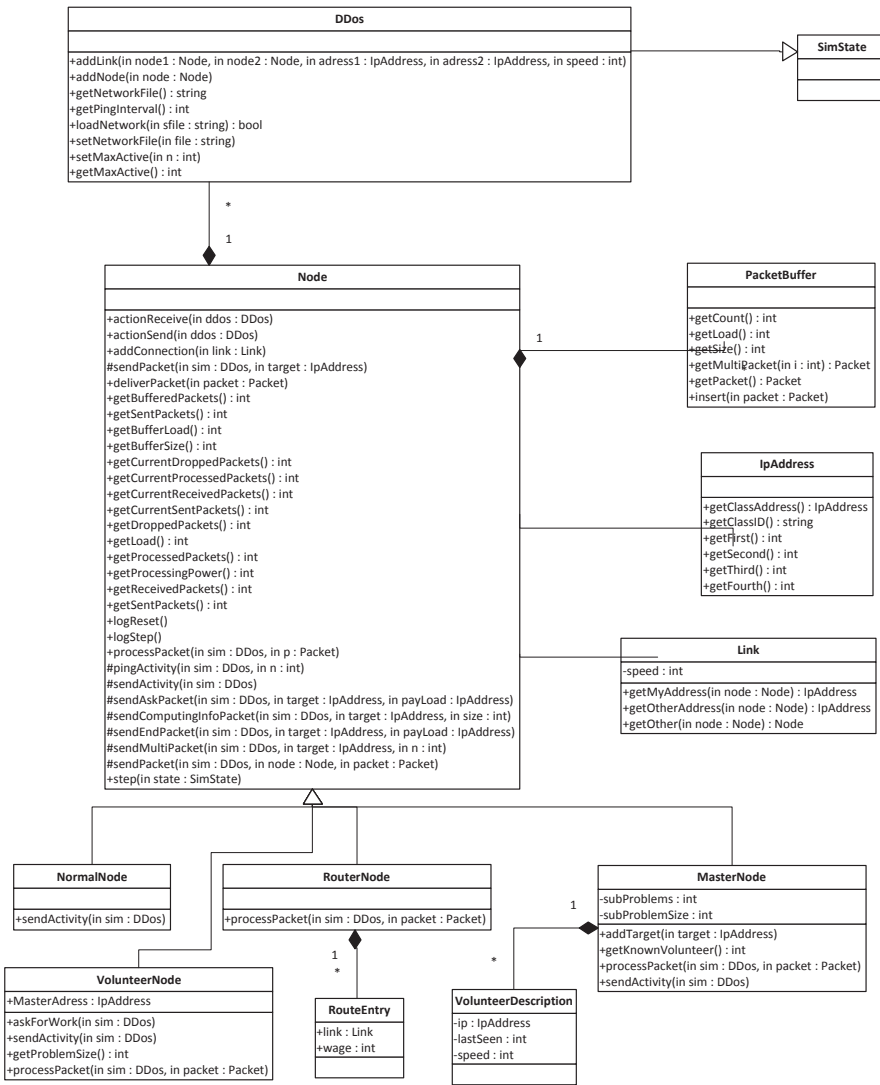 DDos
+addLink(in node1 : Node, in node2 : Node, in adress1 : IpAddress, in adress2 : IpAddress, in speed : int)
+addNode(in node : Node)
+getNetworkFile() : string
+getPingInterval() : int
+loadNetwork(in sfile : string) : bool
+setNetworkFile(in file : string)
+setMaxActive(in n : int)
+getMaxActive() : int
SimState
*
1
Node
+actionReceive(in ddos : DDos)
+actionSend(in ddos : DDos)
+addConnection(in link : Link)
#sendPacket(in sim : DDos, in target : IpAddress)
+deliverPacket(in packet : Packet)
+getBufferedPackets() : int
+getSentPackets() : int
+getBufferLoad() : int
+getBufferSize() : int
+getCurrentDroppedPackets() : int
+getCurrentProcessedPackets() : int
+getCurrentReceivedPackets() : int
+getCurrentSentPackets() : int
+getDroppedPackets() : int
+getLoad() : int
+getProcessedPackets() : int
+getProcessingPower() : int
+getReceivedPackets() : int
+getSentPackets() : int
+logReset()
+logStep()
+processPacket(in sim : DDos, in p : Packet)
#pingActivity(in sim : DDos, in n : int)
#sendActivity(in sim : DDos)
#sendAskPacket(in sim : DDos, in target : IpAddress, in payLoad : IpAddress)
#sendComputingInfoPacket(in sim : DDos, in target : IpAddress, in size : int)
#sendEndPacket(in sim : DDos, in target : IpAddress, in payLoad : IpAddress)
#sendMultiPacket(in sim : DDos, in target : IpAddress, in n : int)
#sendPacket(in sim : DDos, in node : Node, in packet : Packet)
+step(in state : SimState)
1
PacketBuffer
+getCount() : int
+getLoad() : int
+getSize() : int
+getMultiPacket(in i : int) : Packet
+getPacket() : Packet
+insert(in packet : Packet)
IpAddress
+getClassAddress() : IpAddress
+getClassID() : string
+getFirst() : int
+getSecond() : int
+getThird() : int
+getFourth() : int
Link
-speed : int
+getMyAddress(in node : Node) : IpAddress
+getOtherAddress(in node : Node) : IpAddress
+getOther(in node : Node) : Node
NormalNode
+sendActivity(in sim : DDos)
RouterNode
+processPacket(in sim : DDos, in packet : Packet)
1
*
MasterNode
-subProblems : int
-subProblemSize : int
+addTarget(in target : IpAddress)
+getKnownVolunteer() : int
+processPacket(in sim : DDos, in packet : Packet)
+sendActivity(in sim : DDos)
1
*
VolunteerNode
+MasterAdress : IpAddress
+askForWork(in sim : DDos)
+sendActivity(in sim : DDos)
+getProblemSize() : int
+processPacket(in sim : DDos, in packet : Packet)
RouteEntry
+link : Link
+wage : int
VolunteerDescription
-ip : IpAddress
-lastSeen : int
-speed : int